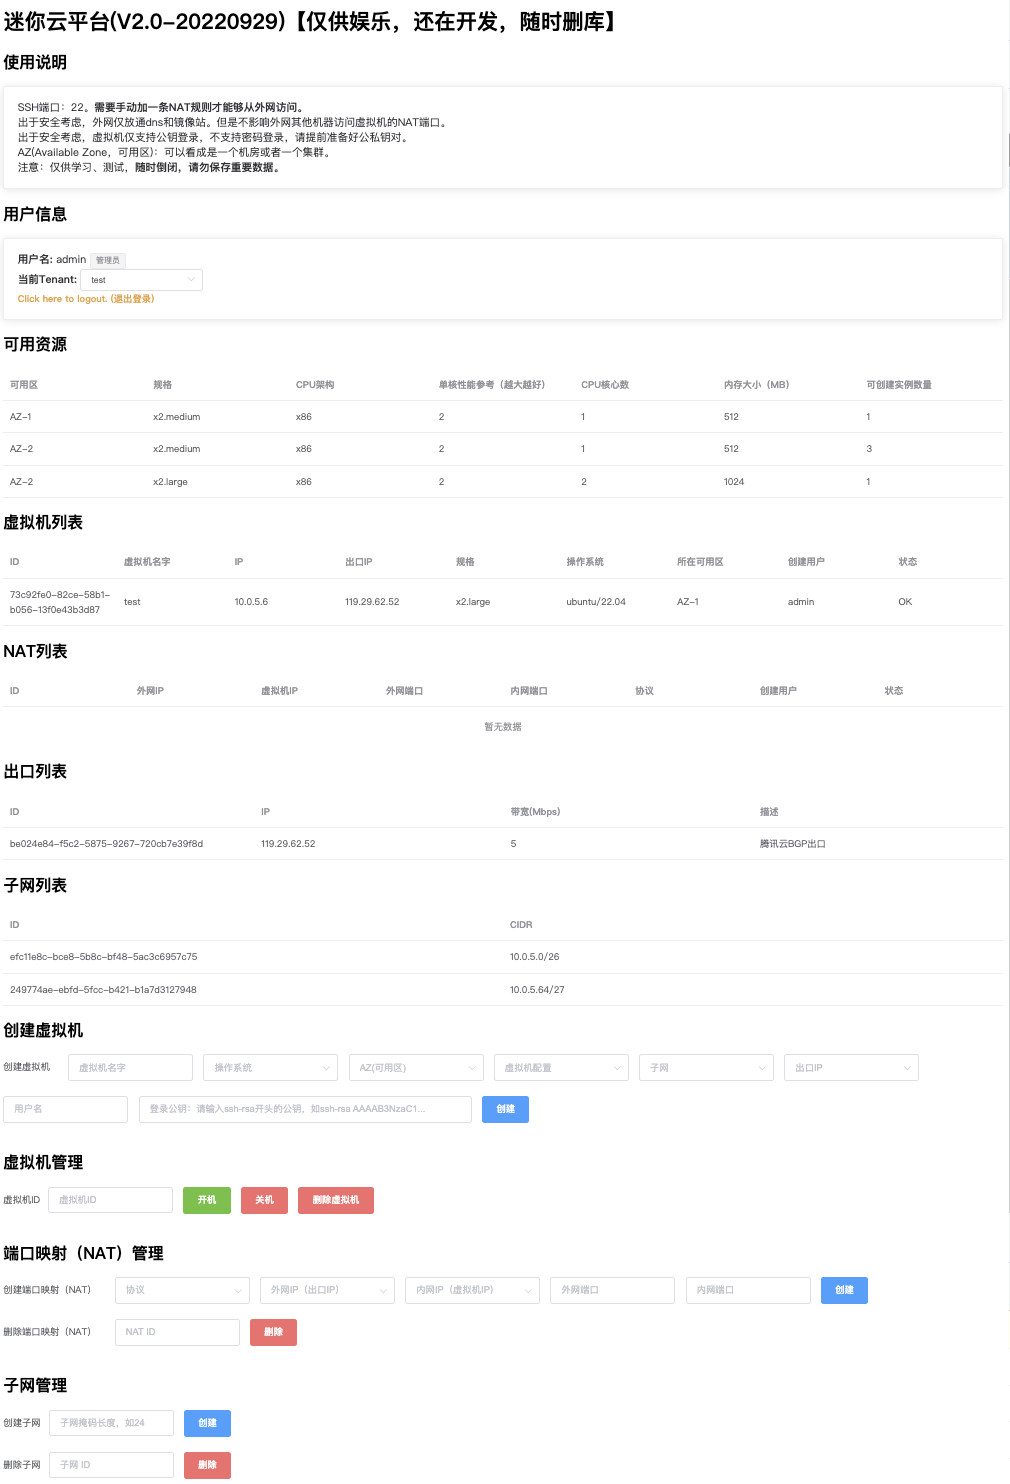 迷你云平台(V2.0-20220929)【仅供娱乐，还在开发，随时删库】
使用说明
SSH端口：22。需要手动加一条NAT规则才能够从外网访问。
出于安全考虑，外网仅放通dns和镜像站。但是不影响外网其他机器访问虚拟机的NAT端口。
出于安全考虑，虚拟机仅支持公钥登录，不支持密码登录，请提前准备好公私钥对。
AZ(Available Zone，可用区)：可以看成是一个机房或者一个集群。
注意：仅供学习、测试，随时倒闭，请勿保存重要数据。
用户信息
用户名: admin 管理员
当前Tenant: test
Click here to logout. (退出登录)
可用资源
可用区 规格 CPU架构 单核性能参考（越大越好） CPU核心数 内存大小（MB） 可创建实例数量
AZ-1 x2.medium x86 2 1 512 1
AZ-2 x2.medium x86 2 1 512 3
AZ-2 x2.large x86 2 2 1024 1
虚拟机列表
ID 虚拟机名字 IP 出口IP 规格 操作系统 所在可用区 创建用户 状态
73c92fe0-82ce-58b1-
b056-13f0e43b3d87 test 10.0.5.6 119.29.62.52 x2.large ubuntu/22.04 AZ-1 admin OK
NAT列表
ID 外网IP 虚拟机IP 外网端口 内网端口 协议 创建用户 状态
暂无数据
出口列表
ID IP 带宽(Mbps) 描述
be024e84-f5c2-5875-9267-720cb7e39f8d 119.29.62.52 5 腾讯云BGP出口
子网列表
ID CIDR
efc11e8c-bce8-5b8c-bf48-5ac3c6957c75 10.0.5.0/26
249774ae-ebfd-5fcc-b421-b1a7d3127948 10.0.5.64/27
创建虚拟机
创建虚拟机 虚拟机名字 操作系统 AZ(可用区) 虚拟机配置 子网 出口IP
用户名 登录公钥：请输入ssh-rsa开头的公钥，如ssh-rsa AAAAB3NzaC1... 创建
虚拟机管理
虚拟机ID 虚拟机ID 开机 关机 删除虚拟机
端口映射（NAT）管理
创建端口映射（NAT） 协议 外网IP（出口IP） 内网IP（虚拟机IP） 外网端口 内网端口 创建
删除端口映射（NAT） NAT ID 删除
子网管理
创建子网 子网掩码长度，如24 创建
删除子网 子网 ID 删除